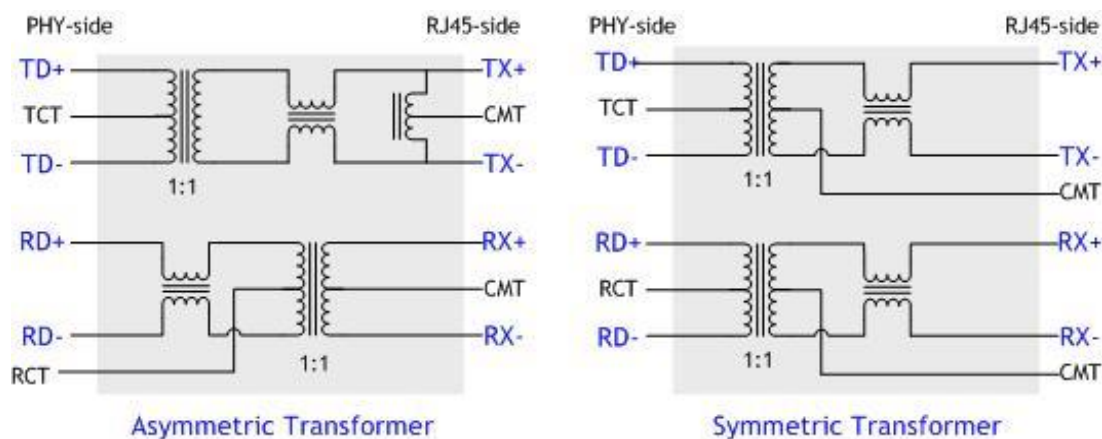 PHY-side
RJ45-side
TD+
TX+
TCT
CMT
TD-
TX-
1:1
RD+
RX+
CMT
RD-
RX-
1:1
RCT
Asymmetric Transformer
PHY-side
RJ45-side
TD+
TX+
TCT
TD-
TX-
1:1
CMT
RD+
RX+
RCT
RD-
RX-
1:1
CMT
Symmetric Transformer